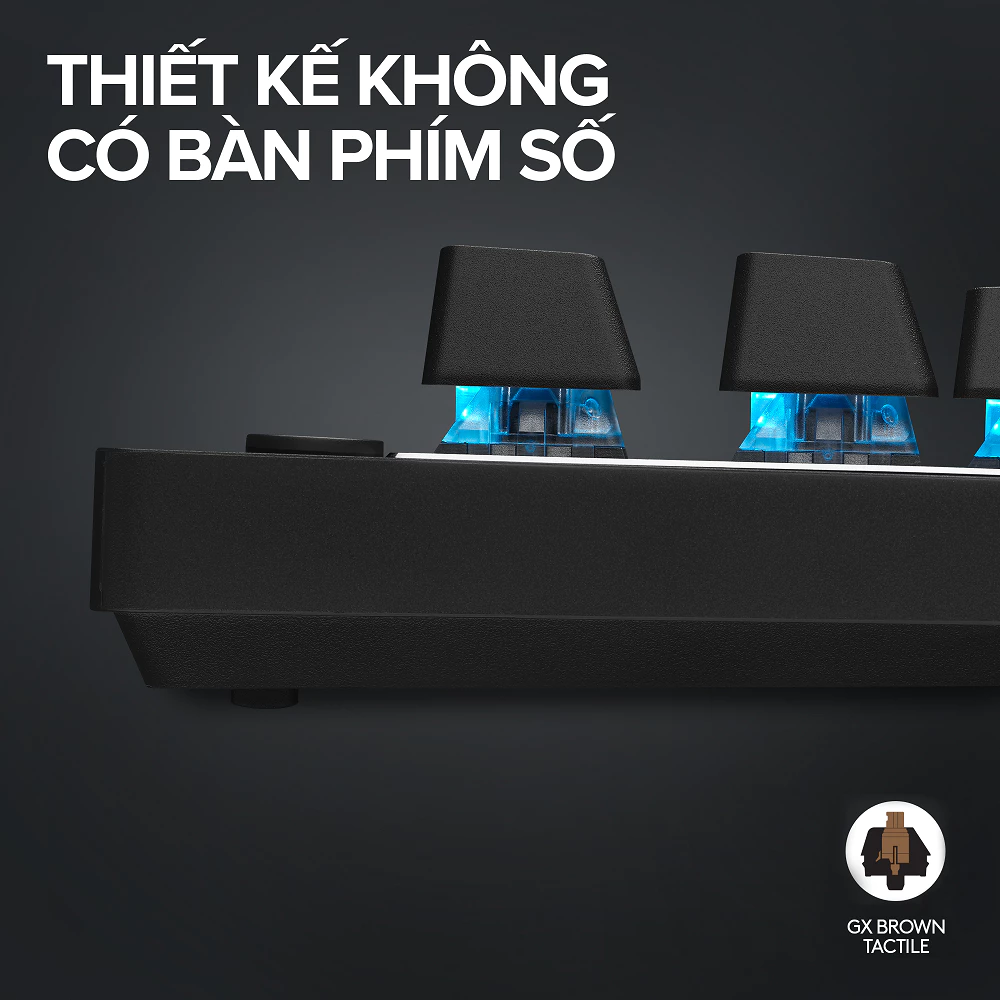 THIẾT KẾ KHÔNG
CÓ BÀN PHÍM SỐ
GX BROWN
TACTILE